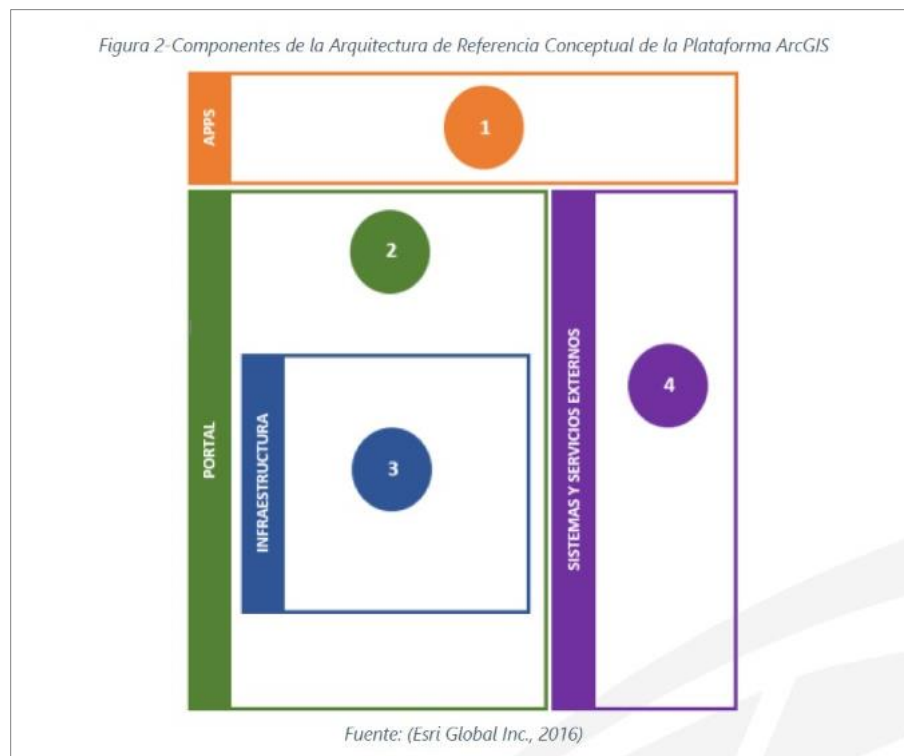 Figura 2-Componentes de la Arquitectura de Referencia Conceptual de la Plataforma ArcGIS
APPS
1
PORTAL
2
INFRAESTRUCTURA
3
SISTEMAS Y SERVICIOS EXTERNOS
4
Fuente: (Esri Global Inc., 2016)